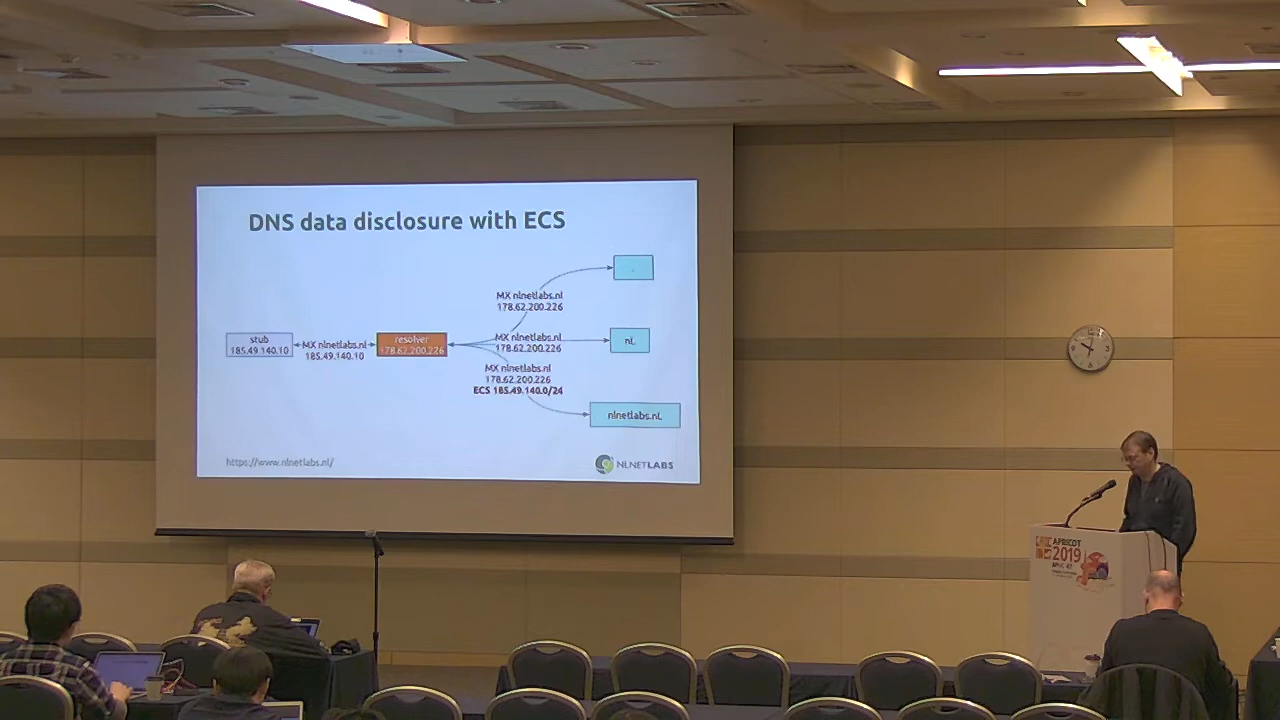 DNS data disclosure with ECS
.
MX nlnetlabs.nl
178.62.200.226
stub
185.49.140.10
MX nlnetlabs.nl
185.49.140.10
resolver
178.62.200.226
MX nlnetlabs.nl
178.62.200.226
nl.
MX nlnetlabs.nl
178.62.200.226
ECS 185.49.140.0/24
nlnetlabs.nl.
https://www.nlnetlabs.nl/
NLNETLABS
APRICOT
2019
APNIC 47